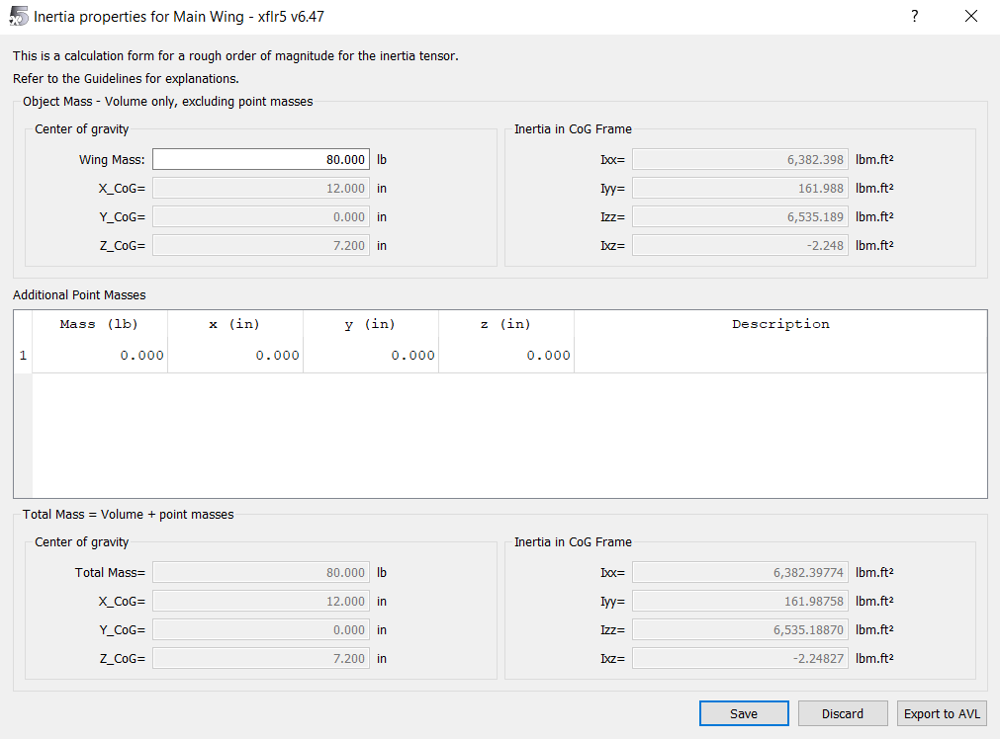 Inertia properties for Main Wing - xflr5 v6.47 ?
This is a calculation form for a rough order of magnitude for the inertia tensor.
Refer to the Guidelines for explanations.
Object Mass - Volume only, excluding point masses
Center of gravity
Wing Mass: 80.000 lb
X_CoG= 12.000 in
Y_CoG= 0.000 in
Z_CoG= 7.200 in
Inertia in CoG Frame
Ixx= 6,382.398 lbm.ft²
Iyy= 161.988 lbm.ft²
Izz= 6,535.189 lbm.ft²
Ixz= -2.248 lbm.ft²
Additional Point Masses
Mass (lb) x (in) y (in) z (in) Description
1 0.000 0.000 0.000 0.000
Total Mass = Volume + point masses
Center of gravity
Total Mass= 80.000 lb
X_CoG= 12.000 in
Y_CoG= 0.000 in
Z_CoG= 7.200 in
Inertia in CoG Frame
Ixx= 6,382.39774 lbm.ft²
Iyy= 161.98758 lbm.ft²
Izz= 6,535.18870 lbm.ft²
Ixz= -2.24827 lbm.ft²
Save Discard Export to AVL